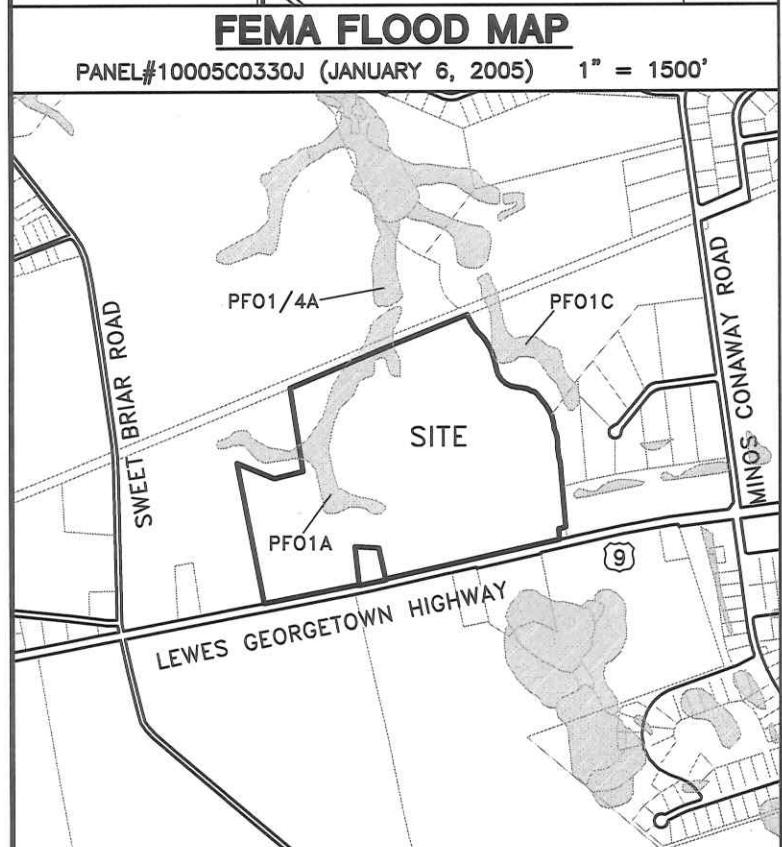 FEMA FLOOD MAP
PANEL#10005C0330J (JANUARY 6, 2005) 1" = 1500'
PFO1/4A
PFO1C
SWEET BRIAR ROAD
MINOS CONAWAY ROAD
SITE
PFO1A
9
LEWES GEORGETOWN HIGHWAY